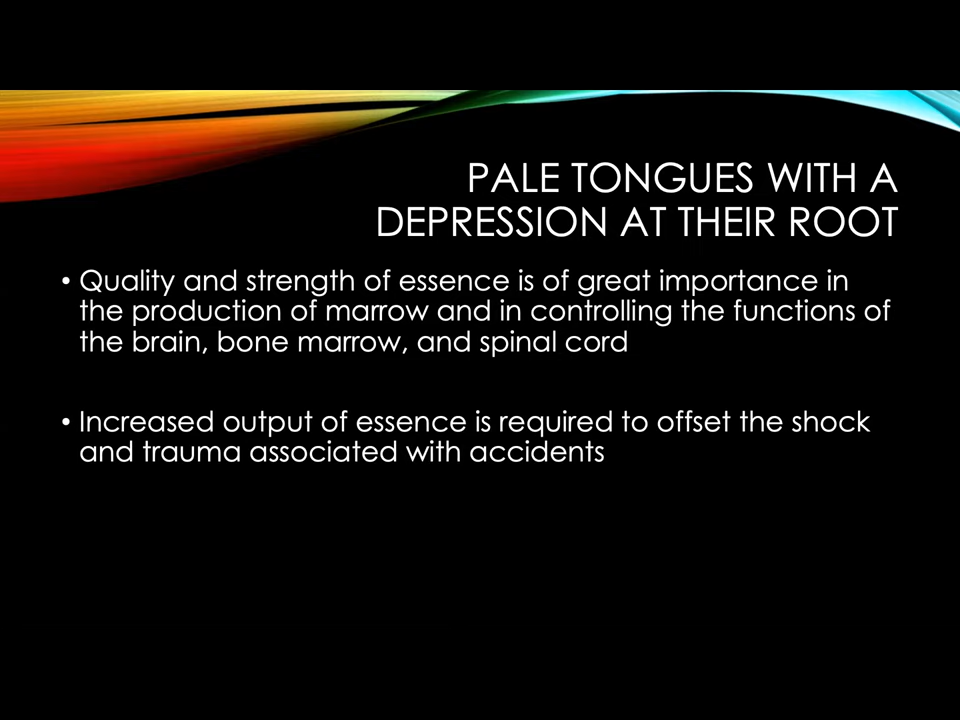 PALE TONGUES WITH A
DEPRESSION AT THEIR ROOT
• Quality and strength of essence is of great importance in
the production of marrow and in controlling the functions of
the brain, bone marrow, and spinal cord
• Increased output of essence is required to offset the shock
and trauma associated with accidents